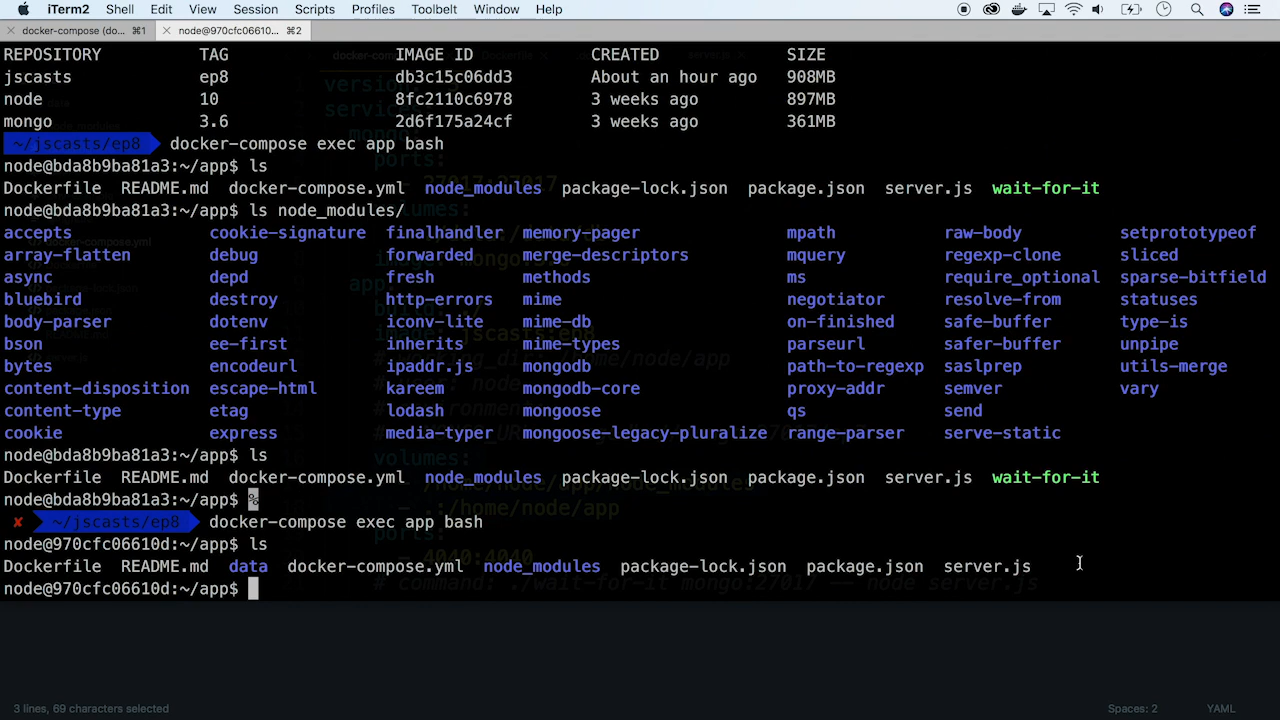 iTerm2 Shell Edit View Session Scripts Profiles Toolbelt Window Help
× docker-compose (do... ⌘1 × node@970cfc06610... ⌘2
REPOSITORY TAG IMAGE ID CREATED SIZE
jscasts ep8 db3c15c06dd3 About an hour ago 908MB
node 10 8fc2110c6978 3 weeks ago 897MB
mongo 3.6 2d6f175a24cf 3 weeks ago 361MB
~/jscasts/ep8 docker-compose exec app bash
node@bda8b9ba81a3:~/app$ ls
Dockerfile README.md docker-compose.yml node_modules package-lock.json package.json server.js wait-for-it
node@bda8b9ba81a3:~/app$ ls node_modules/
accepts cookie-signature finalhandler memory-pager mpath raw-body setprototypeof
array-flatten debug forwarded merge-descriptors mquery regexp-clone sliced
async depd fresh methods ms require_optional sparse-bitfield
bluebird destroy http-errors mime negotiator resolve-from statuses
body-parser dotenv iconv-lite mime-db on-finished safe-buffer type-is
bson ee-first inherits mime-types parseurl safer-buffer unpipe
bytes encodeurl ipaddr.js mongodb path-to-regexp saslprep utils-merge
content-disposition escape-html kareem mongodb-core proxy-addr semver vary
content-type etag lodash mongoose qs send
cookie express media-typer mongoose-legacy-pluralize range-parser serve-static
node@bda8b9ba81a3:~/app$ ls
Dockerfile README.md docker-compose.yml node_modules package-lock.json package.json server.js wait-for-it
node@bda8b9ba81a3:~/app$ %
✘ ~/jscasts/ep8 docker-compose exec app bash
node@970cfc06610d:~/app$ ls
Dockerfile README.md data docker-compose.yml node_modules package-lock.json package.json server.js
node@970cfc06610d:~/app$
# command: ./wait-for-it mongo:27017 -- node server.js
3 lines, 69 characters selected Spaces: 2 YAML